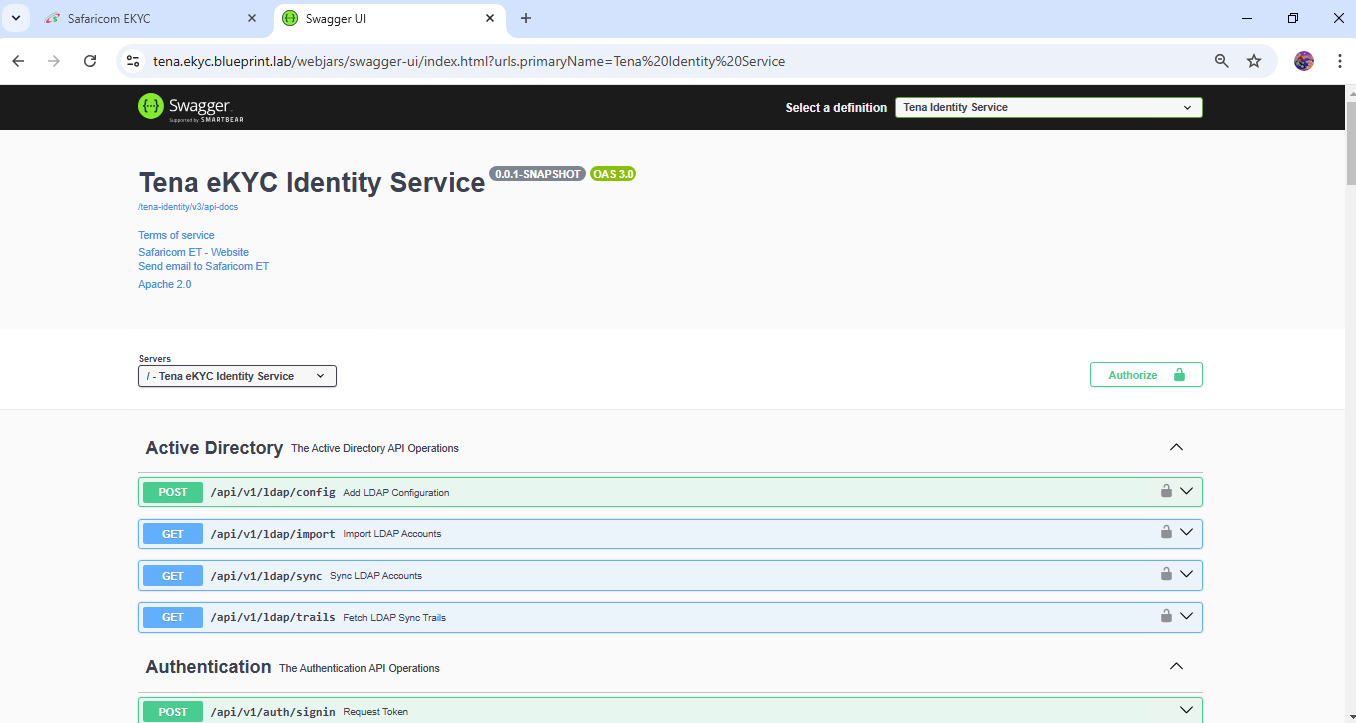 Safaricom EKYC
Swagger UI
tena.ekyc.blueprint.lab/webjars/swagger-ui/index.html?urls.primaryName=Tena%20Identity%20Service
Swagger
Supported by SMARTBEAR
Select a definition
Tena Identity Service
Tena eKYC Identity Service 0.0.1-SNAPSHOT OAS 3.0
/tena-identity/v3/api-docs
Terms of service
Safaricom ET - Website
Send email to Safaricom ET
Apache 2.0
Servers
/ - Tena eKYC Identity Service
Authorize
Active Directory The Active Directory API Operations
POST /api/v1/ldap/config Add LDAP Configuration
GET /api/v1/ldap/import Import LDAP Accounts
GET /api/v1/ldap/sync Sync LDAP Accounts
GET /api/v1/ldap/trails Fetch LDAP Sync Trails
Authentication The Authentication API Operations
POST /api/v1/auth/signin Request Token